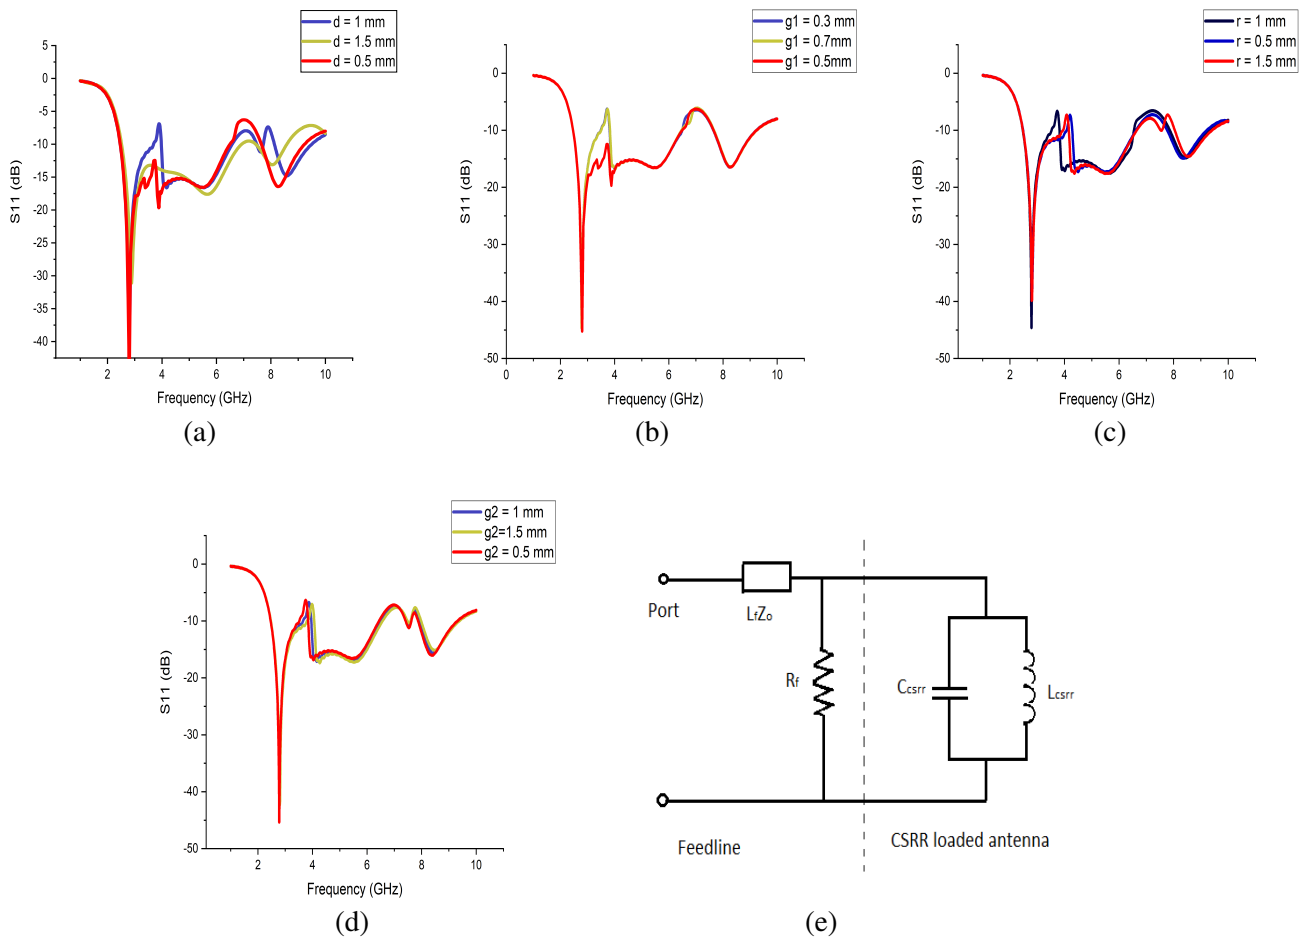 d = 1 mm
d = 1.5 mm
d = 0.5 mm
5
0
-5
-10
-15
-20
-25
-30
-35
-40
S11 (dB)
2 4 6 8 10
Frequency (GHz)
(a)
g1 = 0.3 mm
g1 = 0.7mm
g1 = 0.5mm
0
-10
-20
-30
-40
-50
S11 (dB)
0 2 4 6 8 10
Frequency (GHz)
(b)
r = 1 mm
r = 0.5 mm
r = 1.5 mm
0
-10
-20
-30
-40
-50
S11 (dB)
2 4 6 8 10
Frequency (GHz)
(c)
g2 = 1 mm
g2=1.5 mm
g2 = 0.5 mm
0
-10
-20
-30
-40
-50
S11 (dB)
2 4 6 8 10
Frequency (GHz)
(d)
Port
LfZo
Rf
Ccsrr
Lcsrr
Feedline
CSRR loaded antenna
(e)